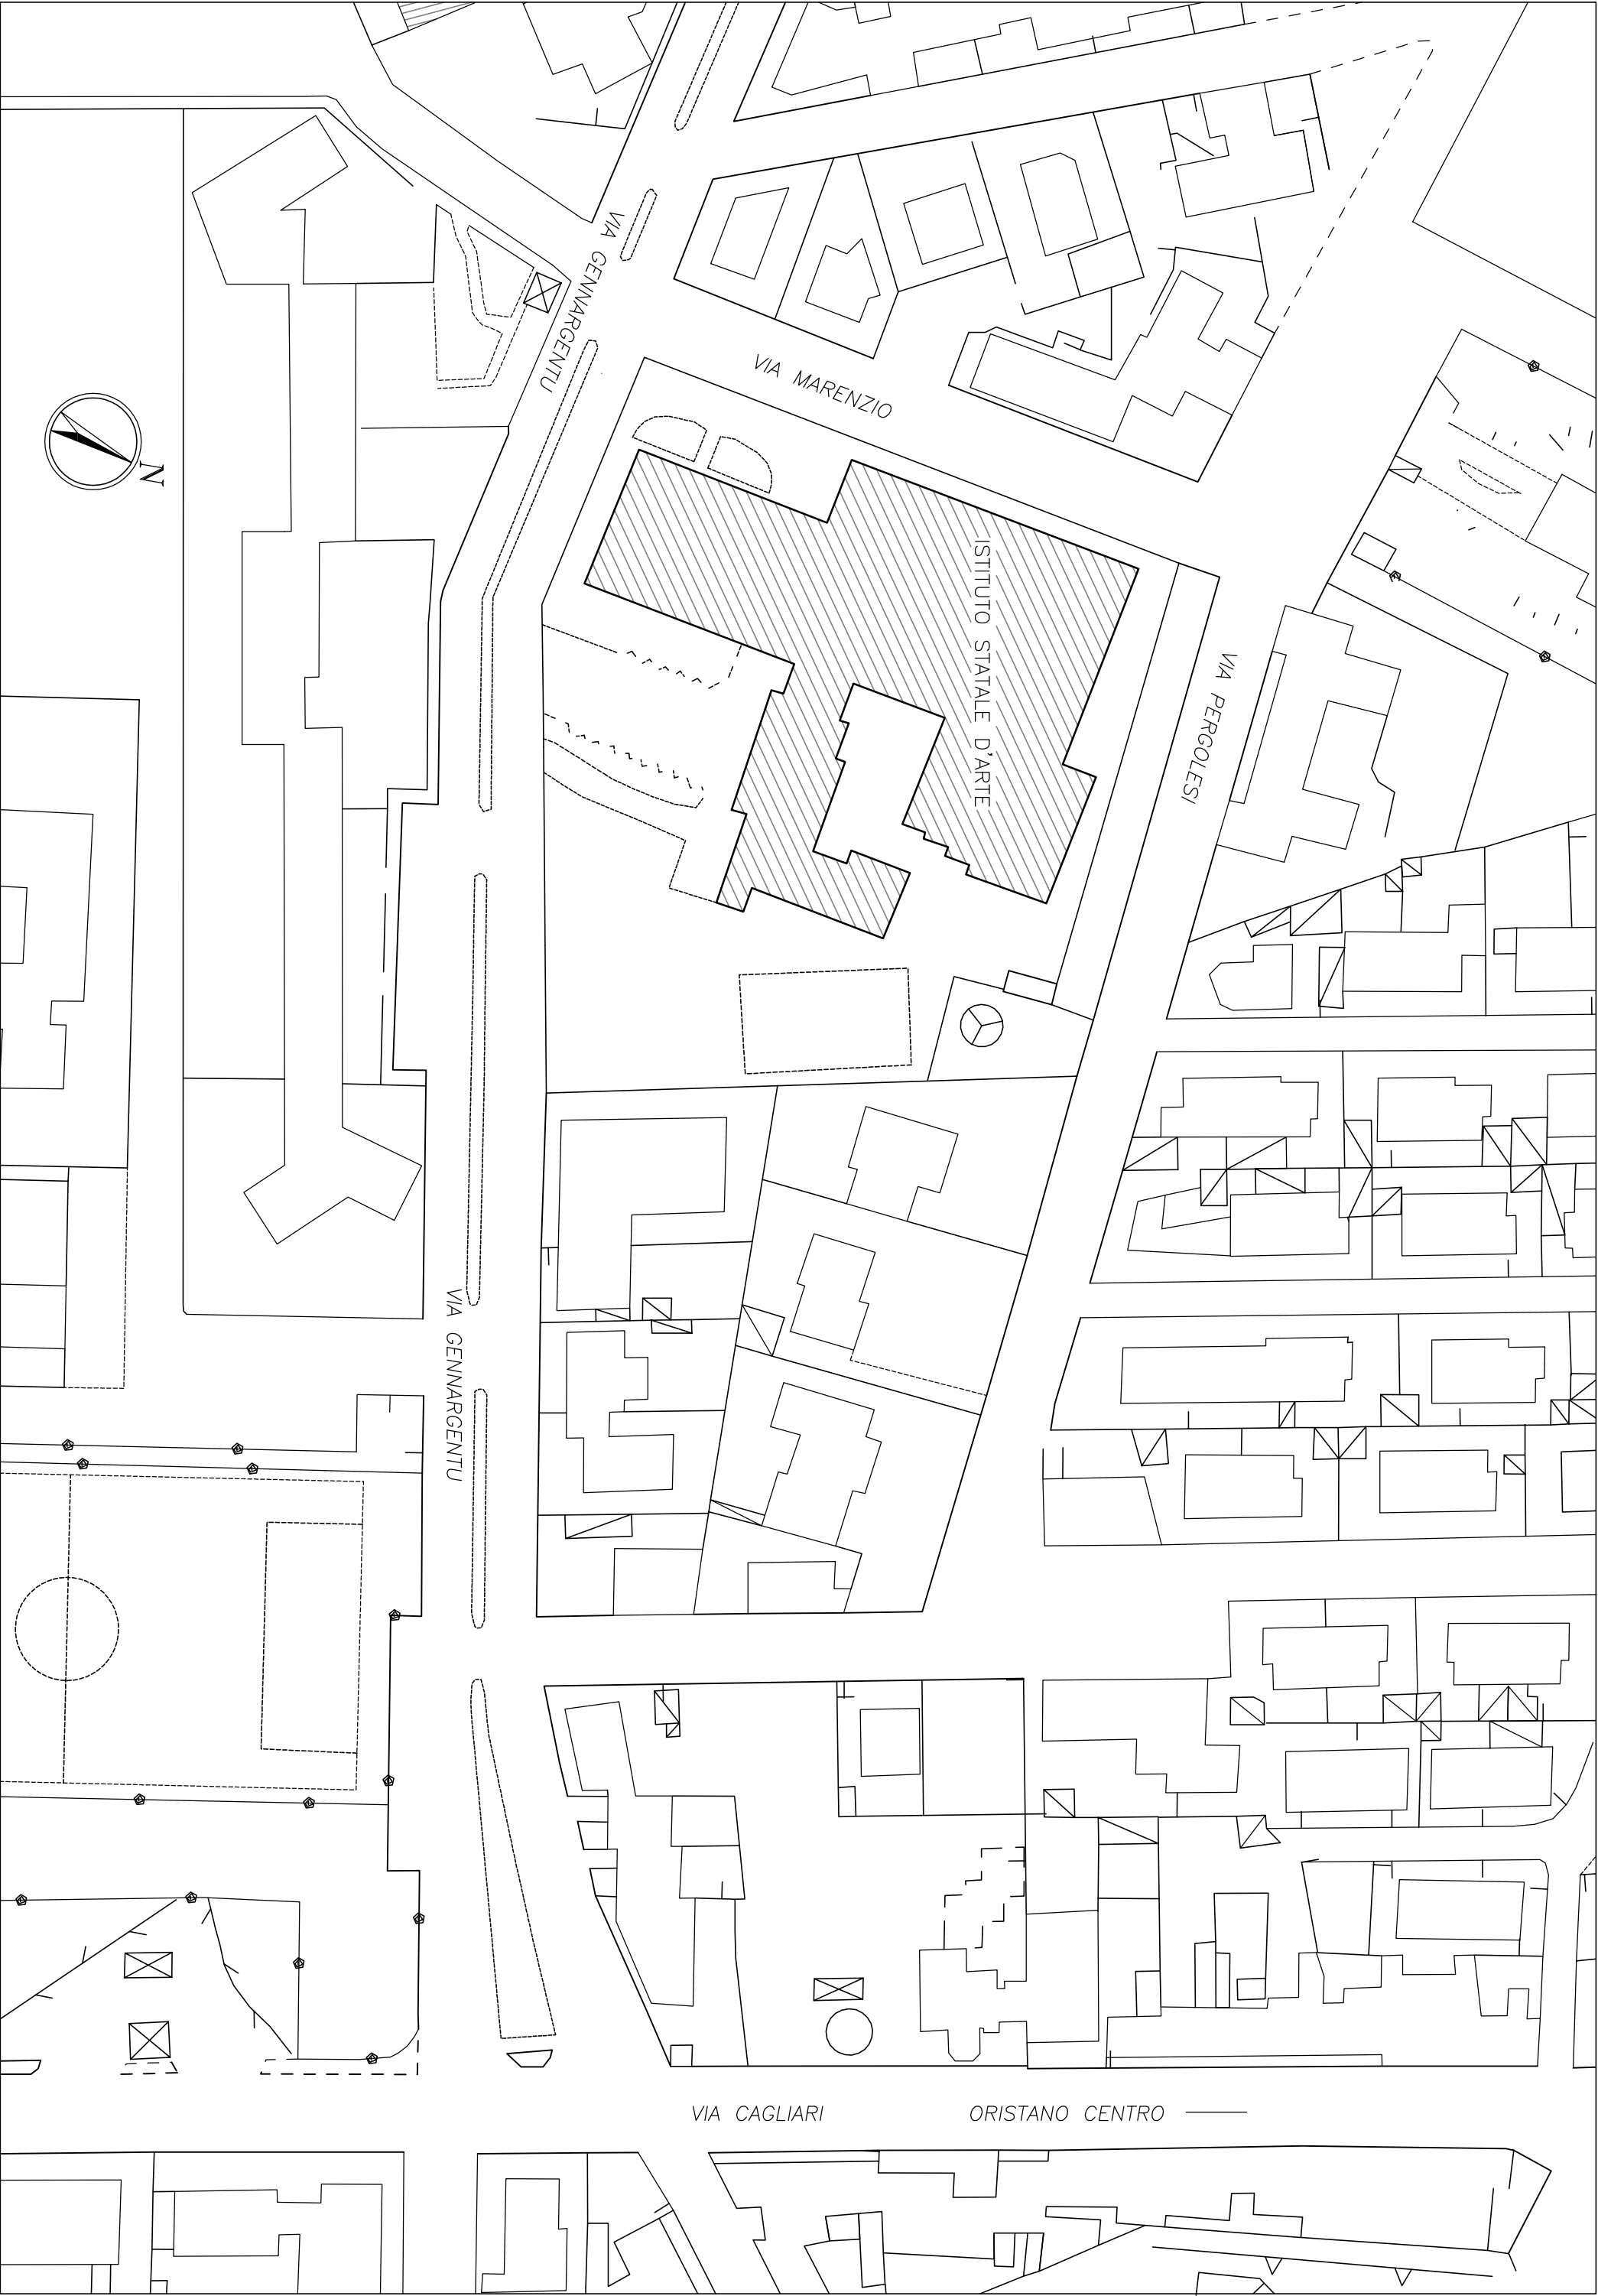 VIA GENNARGENTU
VIA MARENZIO
N
ISTITUTO STATALE D'ARTE
VIA PERGOLESI
VIA GENNARGENTU
VIA CAGLIARI
ORISTANO CENTRO